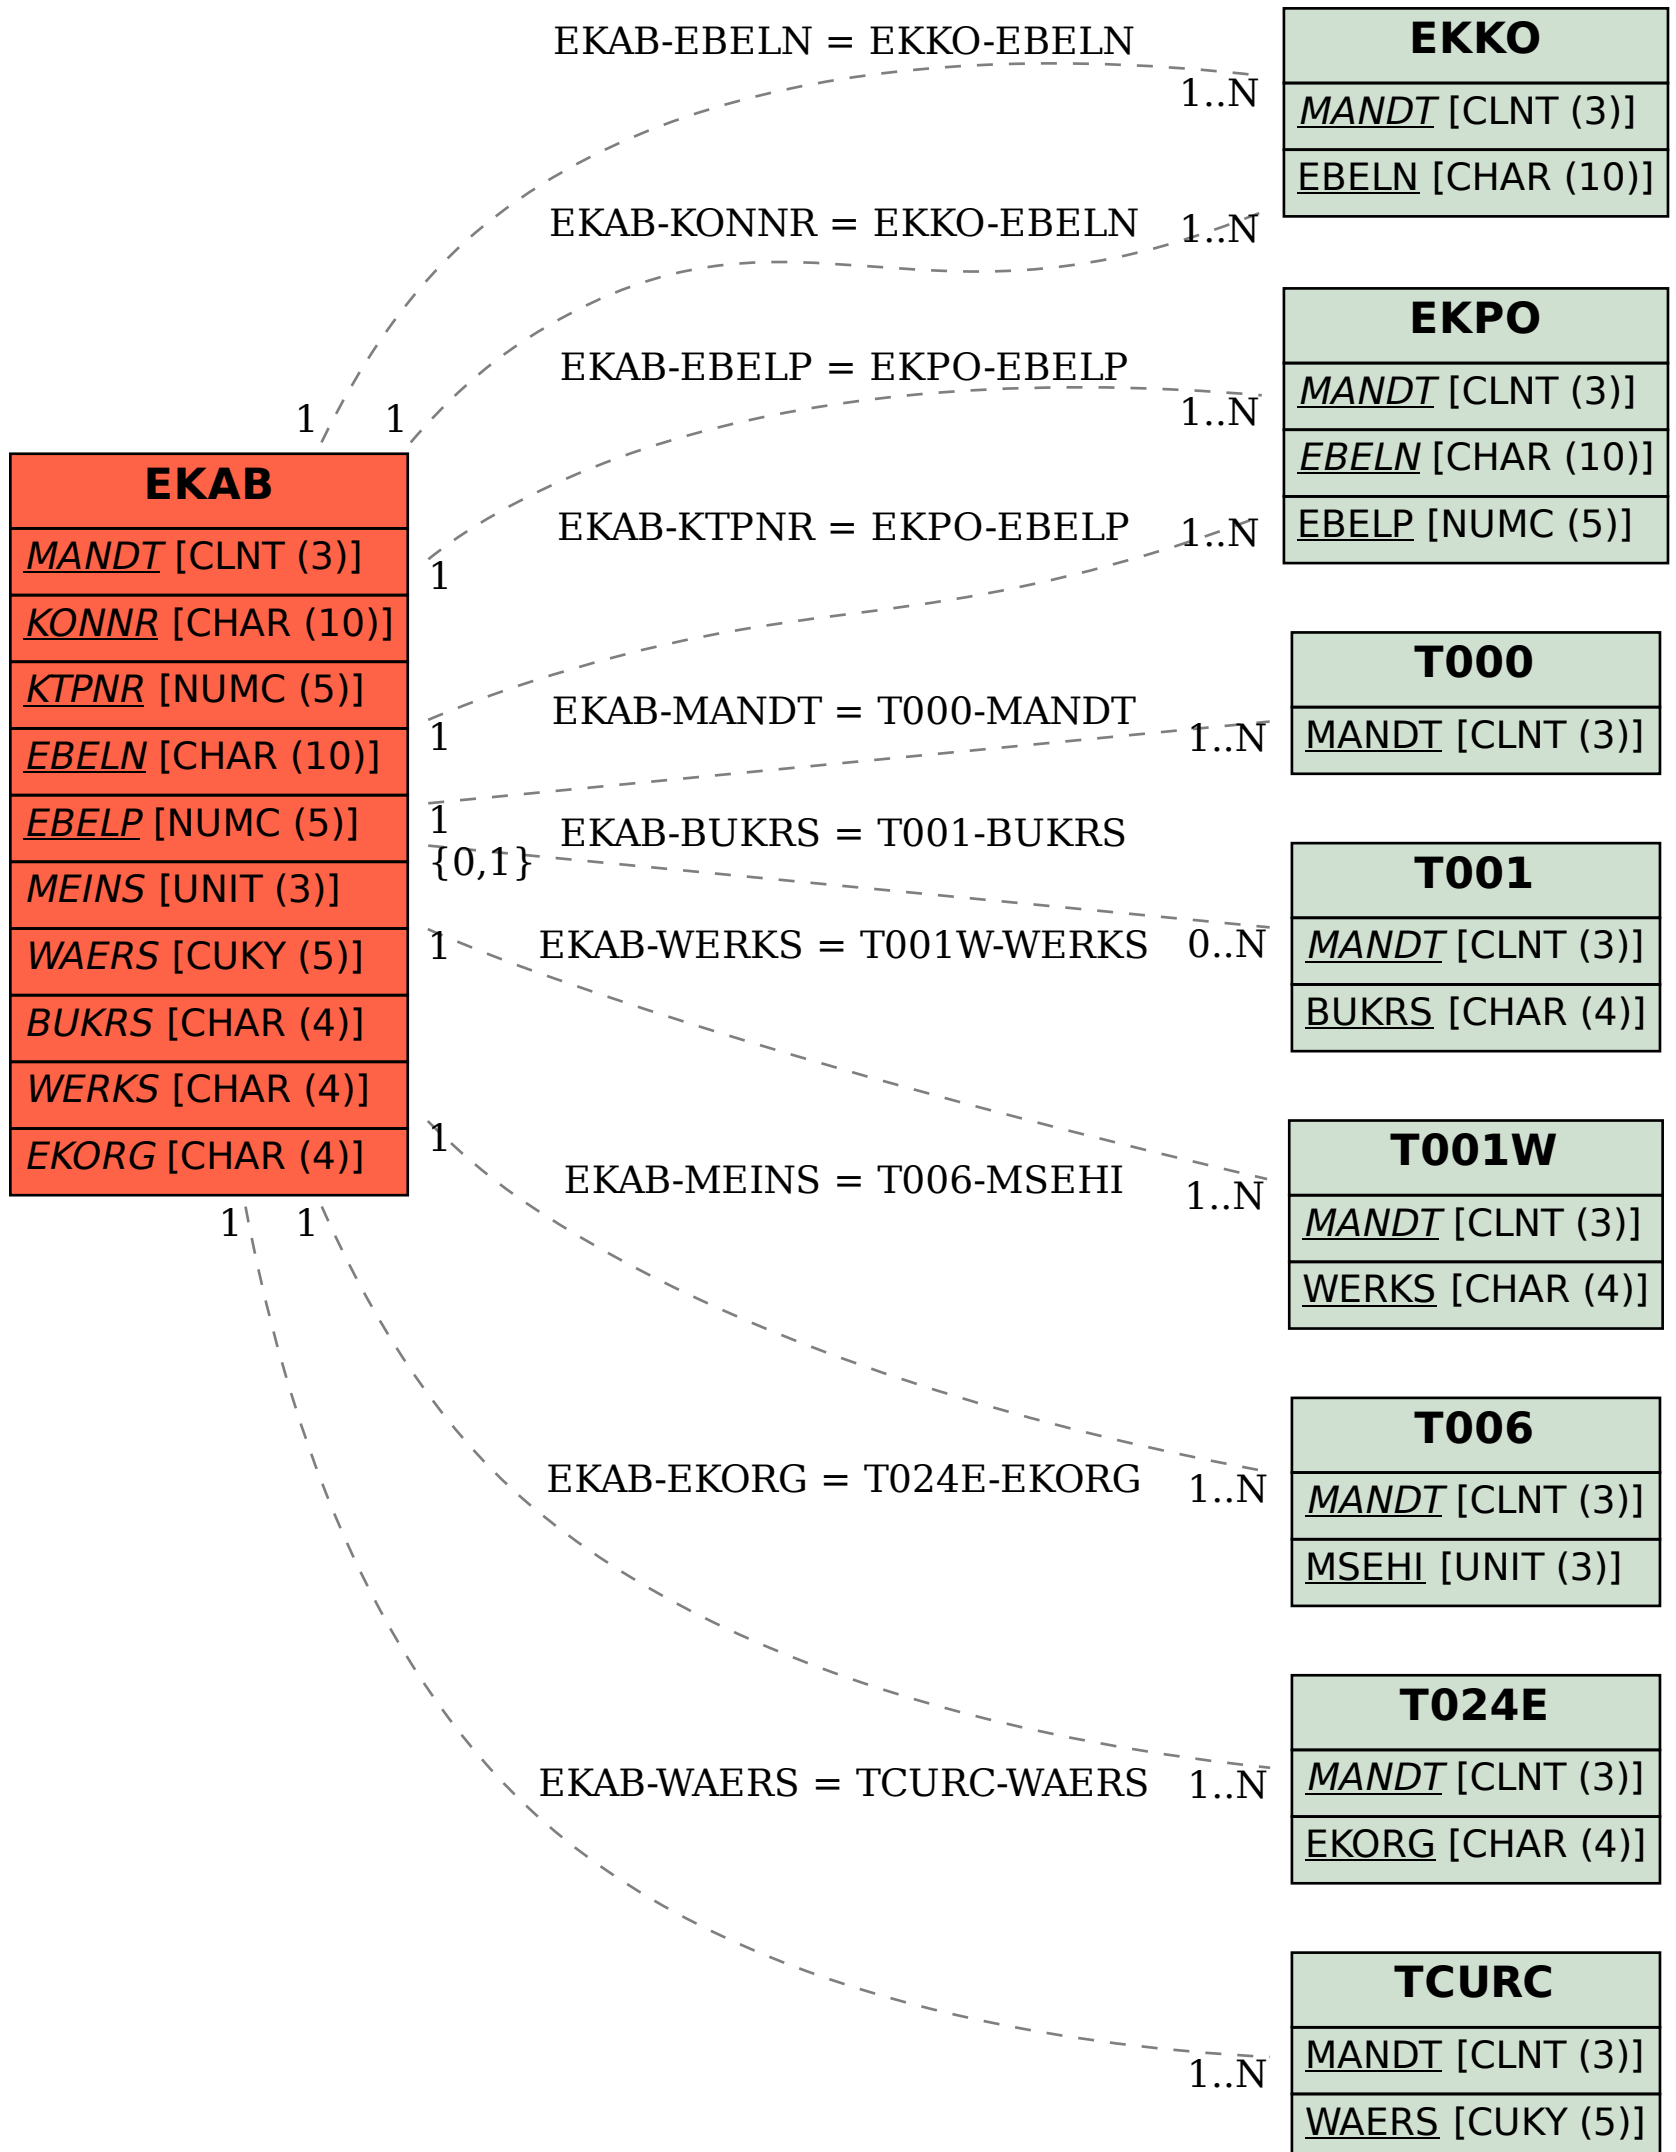 EKAB-EBELN = EKKO-EBELN
1..N
EKAB-KONNR = EKKO-EBELN
1..N
EKAB-EBELP = EKPO-EBELP
1..N
EKAB-KTPNR = EKPO-EBELP
1..N
EKAB-MANDT = T000-MANDT
1..N
EKAB-BUKRS = T001-BUKRS
0..N
EKAB-WERKS = T001W-WERKS
1..N
EKAB-MEINS = T006-MSEHI
1..N
EKAB-EKORG = T024E-EKORG
1..N
EKAB-WAERS = TCURC-WAERS
1..N
1
1
1
1
1
{0,1}
1
1
1
1
EKAB
MANDT [CLNT (3)]
KONNR [CHAR (10)]
KTPNR [NUMC (5)]
EBELN [CHAR (10)]
EBELP [NUMC (5)]
MEINS [UNIT (3)]
WAERS [CUKY (5)]
BUKRS [CHAR (4)]
WERKS [CHAR (4)]
EKORG [CHAR (4)]
EKKO
MANDT [CLNT (3)]
EBELN [CHAR (10)]
EKPO
MANDT [CLNT (3)]
EBELN [CHAR (10)]
EBELP [NUMC (5)]
T000
MANDT [CLNT (3)]
T001
MANDT [CLNT (3)]
BUKRS [CHAR (4)]
T001W
MANDT [CLNT (3)]
WERKS [CHAR (4)]
T006
MANDT [CLNT (3)]
MSEHI [UNIT (3)]
T024E
MANDT [CLNT (3)]
EKORG [CHAR (4)]
TCURC
MANDT [CLNT (3)]
WAERS [CUKY (5)]